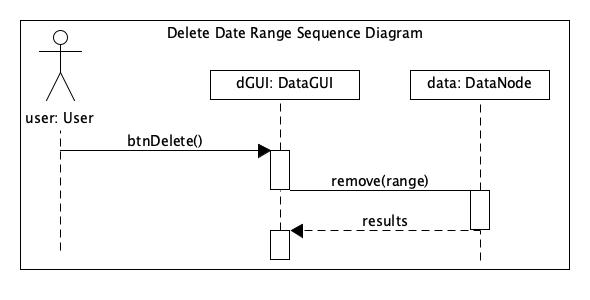 Delete Date Range Sequence Diagram
dGUI: DataGUI
data: DataNode
user: User
btnDelete()
remove(range)
results